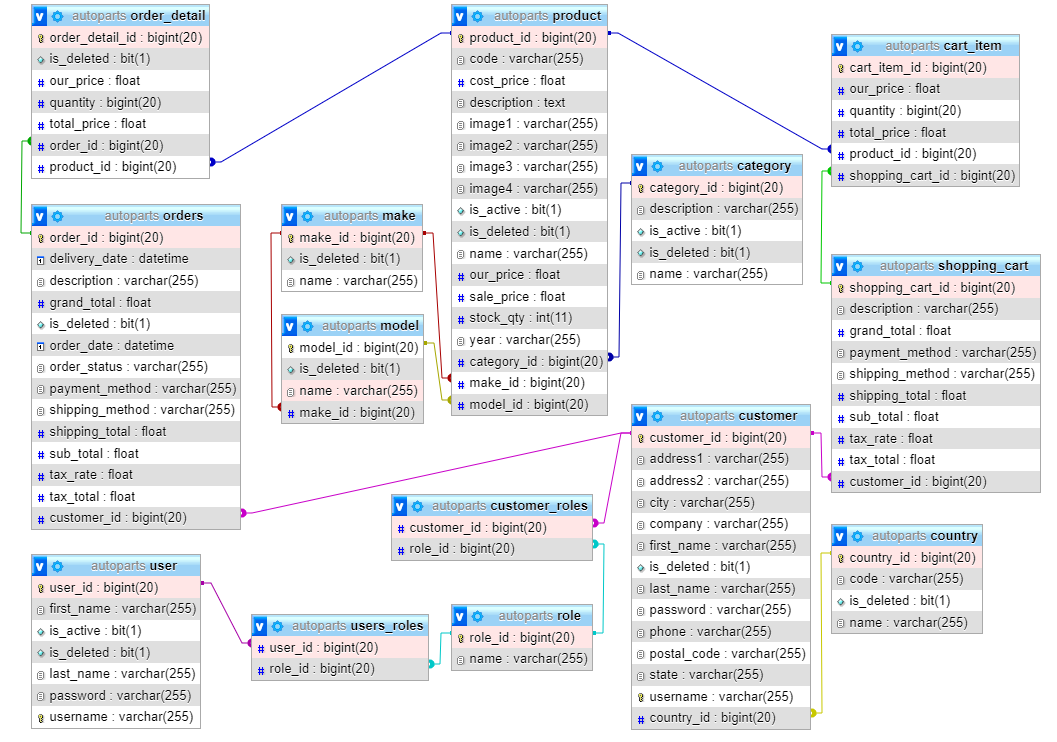 autoparts order_detail
order_detail_id : bigint(20)
is_deleted : bit(1)
our_price : float
quantity : bigint(20)
total_price : float
order_id : bigint(20)
product_id : bigint(20)
autoparts orders
order_id : bigint(20)
delivery_date : datetime
description : varchar(255)
grand_total : float
is_deleted : bit(1)
order_date : datetime
order_status : varchar(255)
payment_method : varchar(255)
shipping_method : varchar(255)
shipping_total : float
sub_total : float
tax_rate : float
tax_total : float
customer_id : bigint(20)
autoparts user
user_id : bigint(20)
first_name : varchar(255)
is_active : bit(1)
is_deleted : bit(1)
last_name : varchar(255)
password : varchar(255)
username : varchar(255)
autoparts make
make_id : bigint(20)
is_deleted : bit(1)
name : varchar(255)
autoparts model
model_id : bigint(20)
is_deleted : bit(1)
name : varchar(255)
make_id : bigint(20)
autoparts product
product_id : bigint(20)
code : varchar(255)
cost_price : float
description : text
image1 : varchar(255)
image2 : varchar(255)
image3 : varchar(255)
image4 : varchar(255)
is_active : bit(1)
is_deleted : bit(1)
name : varchar(255)
our_price : float
sale_price : float
stock_qty : int(11)
year : varchar(255)
category_id : bigint(20)
make_id : bigint(20)
model_id : bigint(20)
autoparts customer_roles
customer_id : bigint(20)
role_id : bigint(20)
autoparts users_roles
user_id : bigint(20)
role_id : bigint(20)
autoparts role
role_id : bigint(20)
name : varchar(255)
autoparts category
category_id : bigint(20)
description : varchar(255)
is_active : bit(1)
is_deleted : bit(1)
name : varchar(255)
autoparts customer
customer_id : bigint(20)
address1 : varchar(255)
address2 : varchar(255)
city : varchar(255)
company : varchar(255)
first_name : varchar(255)
is_deleted : bit(1)
last_name : varchar(255)
password : varchar(255)
phone : varchar(255)
postal_code : varchar(255)
state : varchar(255)
username : varchar(255)
country_id : bigint(20)
autoparts cart_item
cart_item_id : bigint(20)
our_price : float
quantity : bigint(20)
total_price : float
product_id : bigint(20)
shopping_cart_id : bigint(20)
autoparts shopping_cart
shopping_cart_id : bigint(20)
description : varchar(255)
grand_total : float
payment_method : varchar(255)
shipping_method : varchar(255)
shipping_total : float
sub_total : float
tax_rate : float
tax_total : float
customer_id : bigint(20)
autoparts country
country_id : bigint(20)
code : varchar(255)
is_deleted : bit(1)
name : varchar(255)